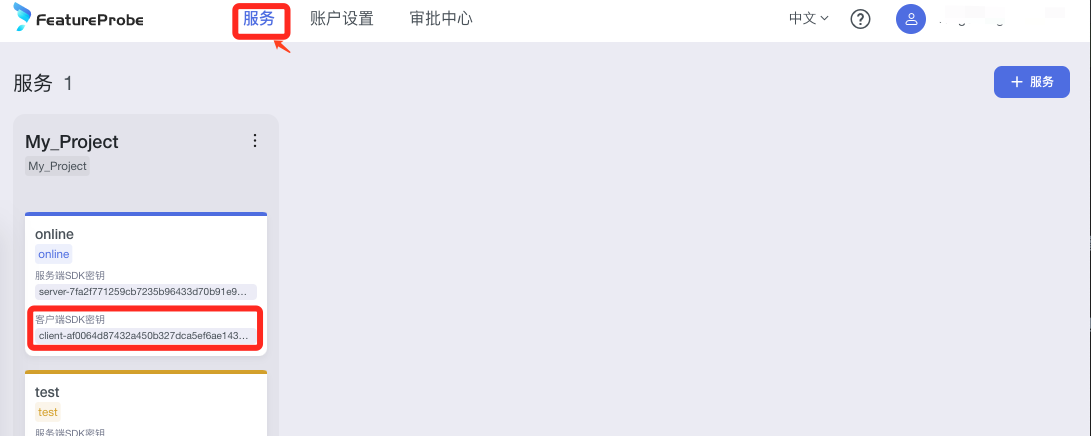 FeatureProbe
服务
账户设置
审批中心
中文
服务 1
+ 服务
My_Project
My_Project
online
online
服务端SDK密钥
server-7fa2f771259cb7235b96433d70b91e9...
客户端SDK密钥
client-af0064d87432a450b327dca5ef6ae143...
test
test
服务端SDK密钥